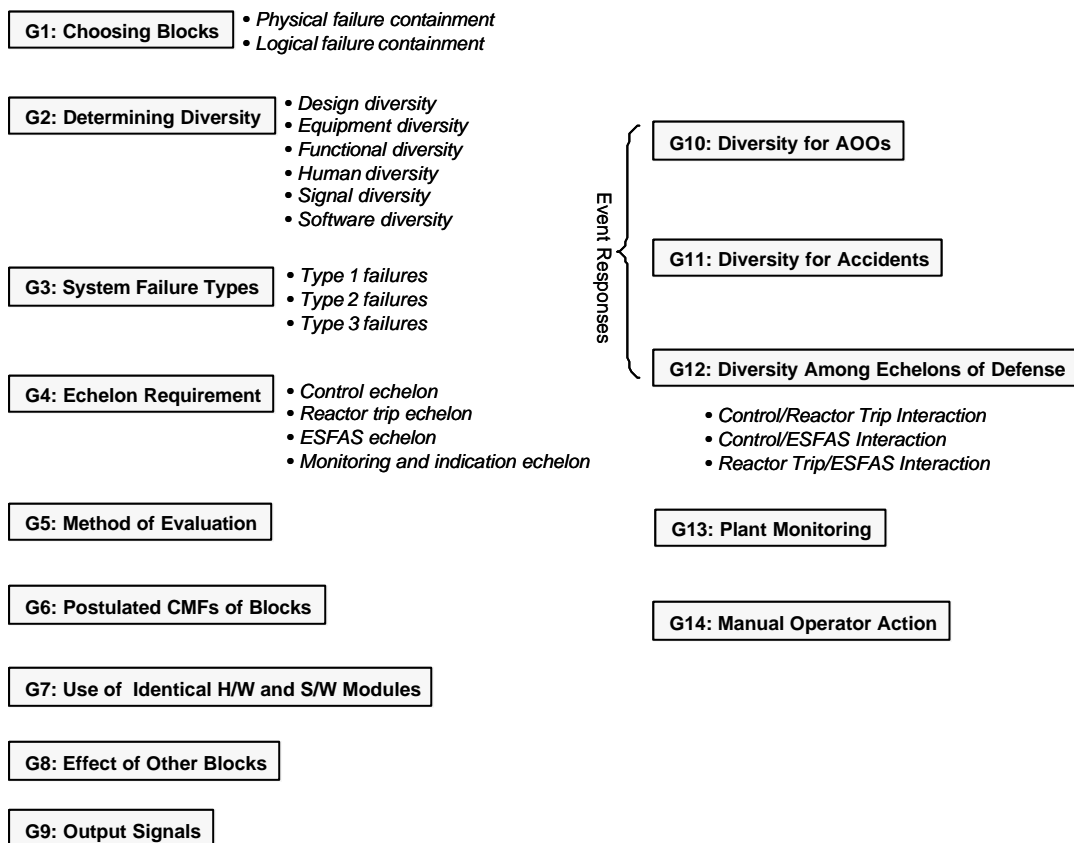 G1: Choosing Blocks
• Physical failure containment
• Logical failure containment
G2: Determining Diversity
• Design diversity
• Equipment diversity
• Functional diversity
• Human diversity
• Signal diversity
• Software diversity
G3: System Failure Types
• Type 1 failures
• Type 2 failures
• Type 3 failures
G4: Echelon Requirement
• Control echelon
• Reactor trip echelon
• ESFAS echelon
• Monitoring and indication echelon
G5: Method of Evaluation
G6: Postulated CMFs of Blocks
G7: Use of Identical H/W and S/W Modules
G8: Effect of Other Blocks
G9: Output Signals
Event Responses
G10: Diversity for AOOs
G11: Diversity for Accidents
G12: Diversity Among Echelons of Defense
• Control/Reactor Trip Interaction
• Control/ESFAS Interaction
• Reactor Trip/ESFAS Interaction
G13: Plant Monitoring
G14: Manual Operator Action